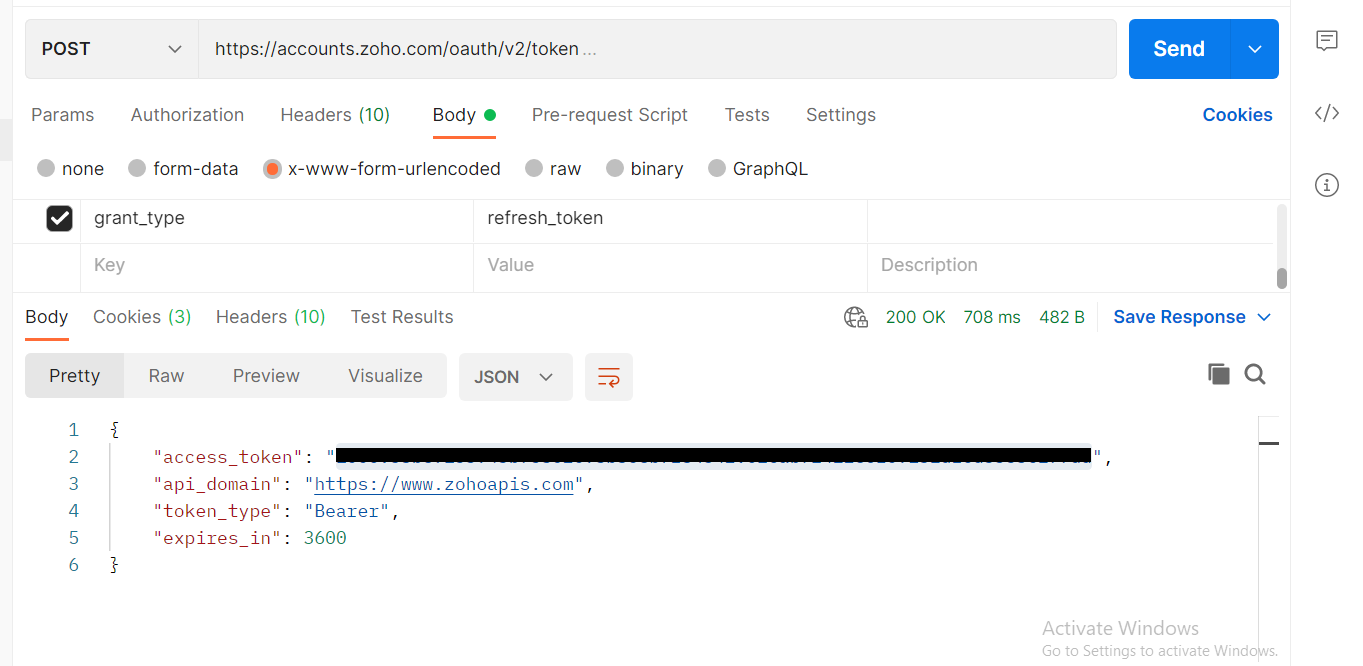 POST https://accounts.zoho.com/oauth/v2/token ... Send
Params Authorization Headers (10) Body Pre-request Script Tests Settings Cookies
none form-data x-www-form-urlencoded raw binary GraphQL
grant_type refresh_token
Key Value Description
Body Cookies (3) Headers (10) Test Results 200 OK 708 ms 482 B Save Response
Pretty Raw Preview Visualize JSON
1 {
2 "access_token": "",
3 "api_domain": "https://www.zohoapis.com",
4 "token_type": "Bearer",
5 "expires_in": 3600
6 }
Activate Windows
Go to Settings to activate Windows.